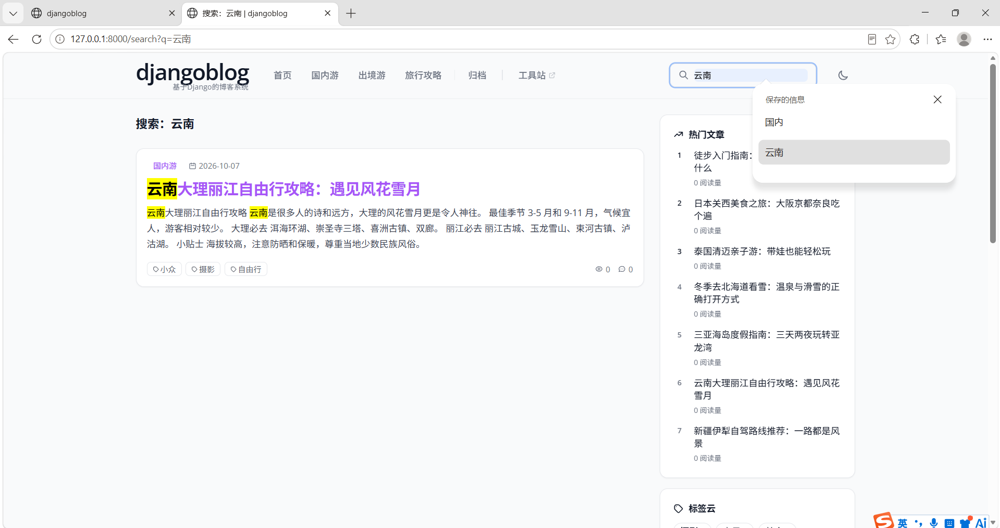 djangoblog
搜索：云南 | djangoblog
127.0.0.1:8000/search?q=云南
djangoblog
基于Django的博客系统
首页
国内游
出境游
旅行攻略
归档
工具站
云南
保存的信息
国内
云南
搜索：云南
国内游
2026-10-07
云南大理丽江自由行攻略：遇见风花雪月
云南大理丽江自由行攻略 云南是很多人的诗和远方，大理的风花雪月更是令人神往。 最佳季节 3-5 月和 9-11 月，气候宜
人，游客相对较少。 大理必去 洱海环湖、崇圣寺三塔、喜洲古镇、双廊。 丽江必去 丽江古城、玉龙雪山、束河古镇、泸
沽湖。 小贴士 海拔较高，注意防晒和保暖，尊重当地少数民族风俗。
小众
摄影
自由行
0
0
热门文章
1
徒步入门指南：
什么
0 阅读量
2
日本关西美食之旅：大阪京都奈良吃
个遍
0 阅读量
3
泰国清迈亲子游：带娃也能轻松玩
0 阅读量
4
冬季去北海道看雪：温泉与滑雪的正
确打开方式
0 阅读量
5
三亚海岛度假指南：三天两夜玩转亚
龙湾
0 阅读量
6
云南大理丽江自由行攻略：遇见风花
雪月
0 阅读量
7
新疆伊犁自驾路线推荐：一路都是风
景
0 阅读量
标签云
英
Ai